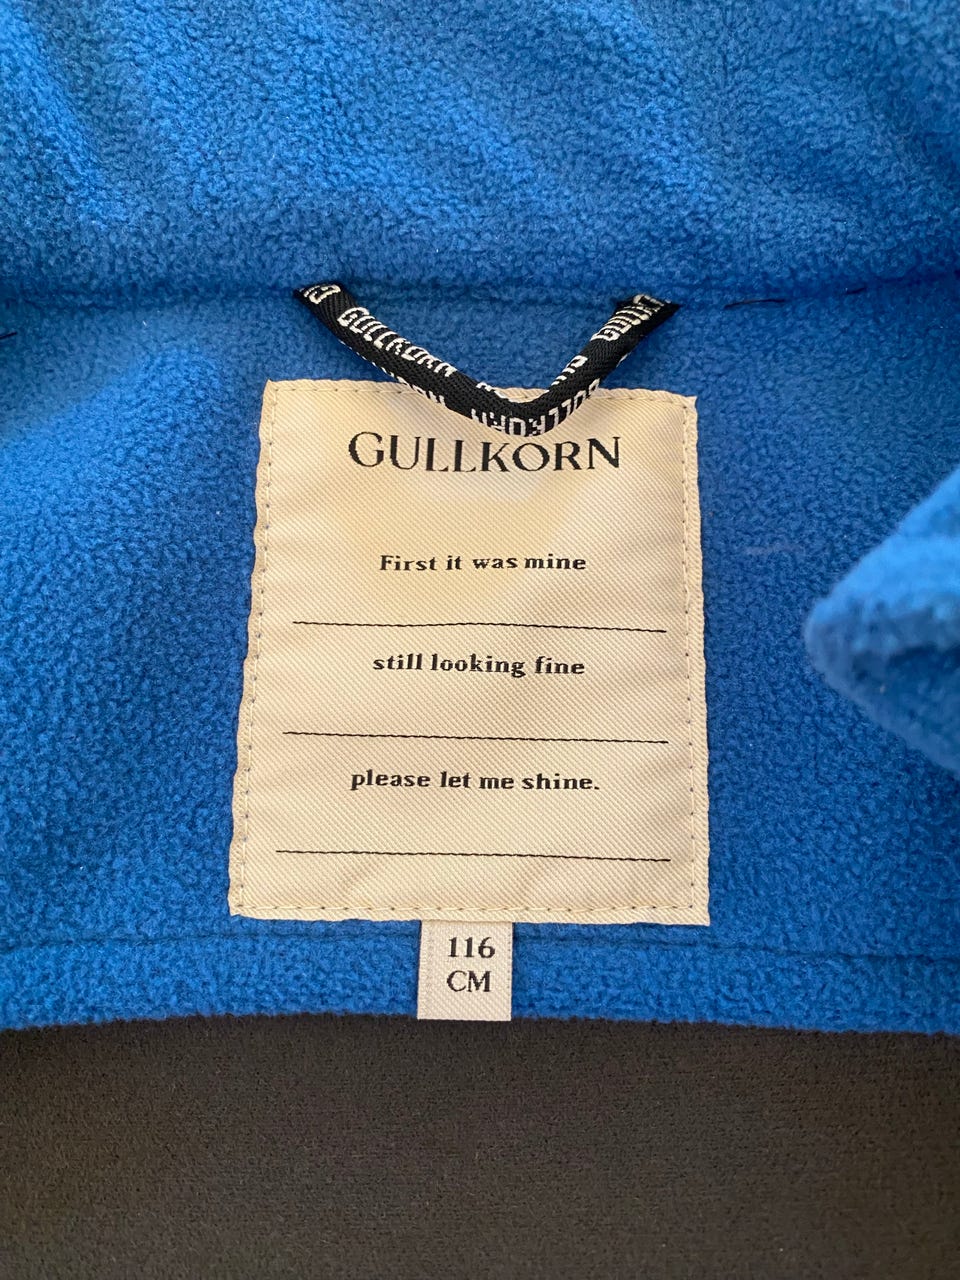 GULLKORN
GULLKORN
GULLKORN
First it was mine
still looking fine
please let me shine.
116
CM